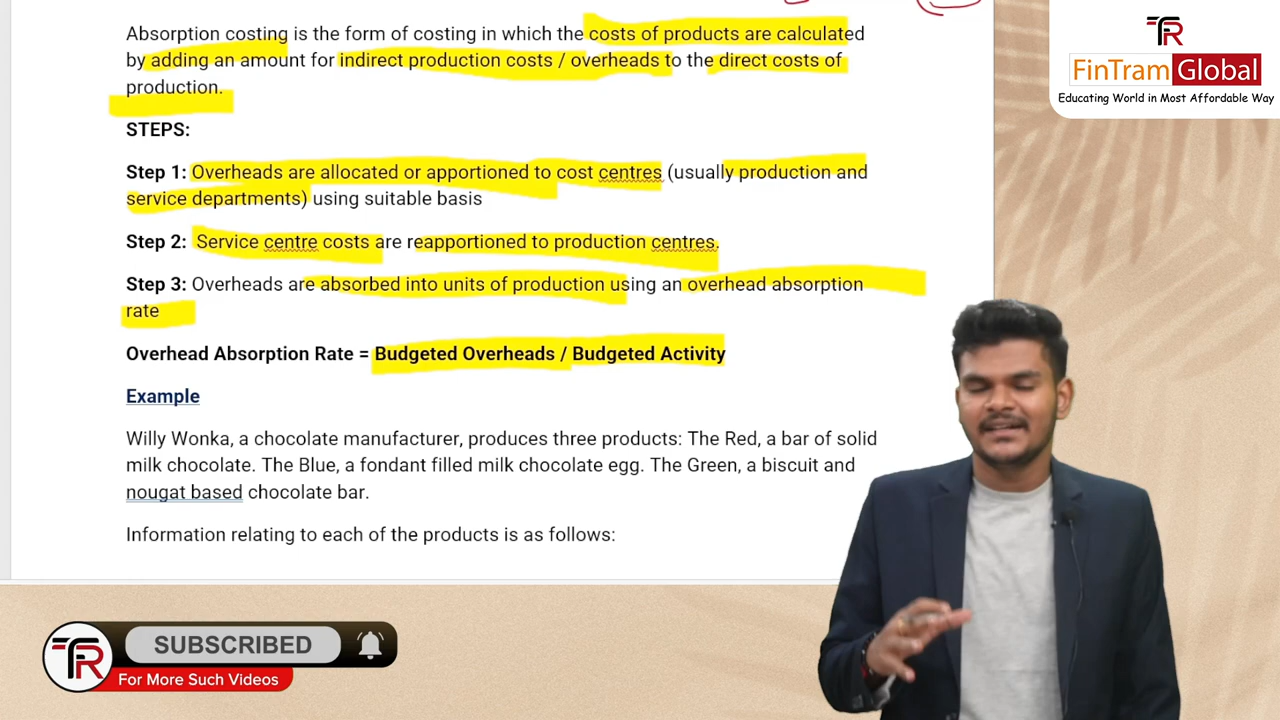 Absorption costing is the form of costing in which the costs of products are calculated
by adding an amount for indirect production costs / overheads to the direct costs of
production.
STEPS:
Step 1: Overheads are allocated or apportioned to cost centres (usually production and
service departments) using suitable basis
Step 2: Service centre costs are reapportioned to production centres.
Step 3: Overheads are absorbed into units of production using an overhead absorption
rate
Overhead Absorption Rate = Budgeted Overheads / Budgeted Activity
Example
Willy Wonka, a chocolate manufacturer, produces three products: The Red, a bar of solid
milk chocolate. The Blue, a fondant filled milk chocolate egg. The Green, a biscuit and
nougat based chocolate bar.
Information relating to each of the products is as follows:
TR
FinTram Global
Educating World in Most Affordable Way
TR
SUBSCRIBED
For More Such Videos